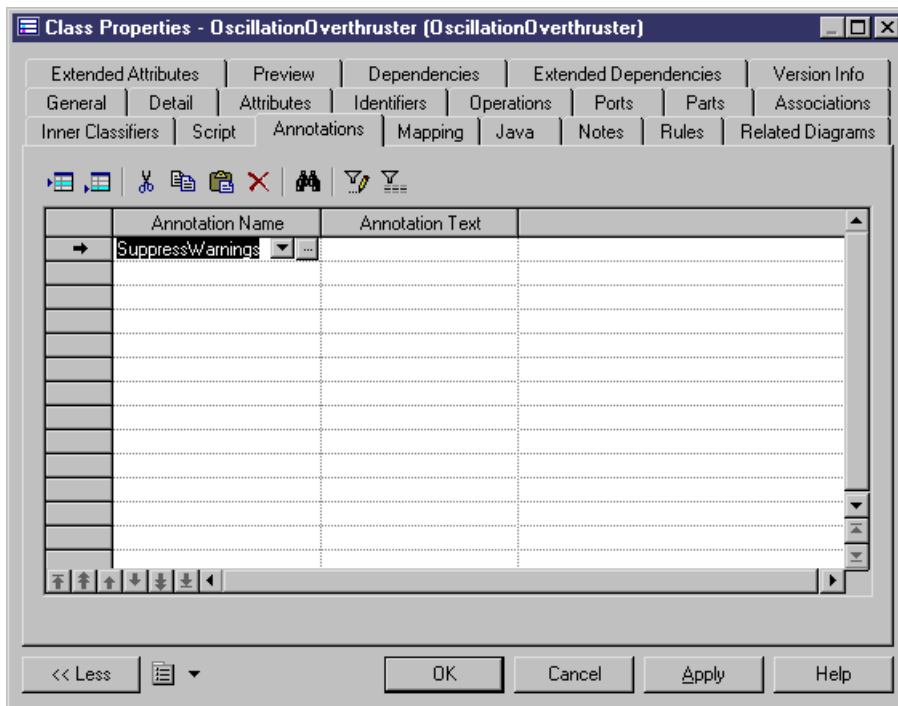 Class Properties - OscillationOverthruster (OscillationOverthruster)
Extended Attributes Preview Dependencies Extended Dependencies Version Info
General Detail Attributes Identifiers Operations Ports Parts Associations
Inner Classifiers Script Annotations Mapping Java Notes Rules Related Diagrams
Annotation Name Annotation Text
SuppressWarnings ...
<< Less OK Cancel Apply Help